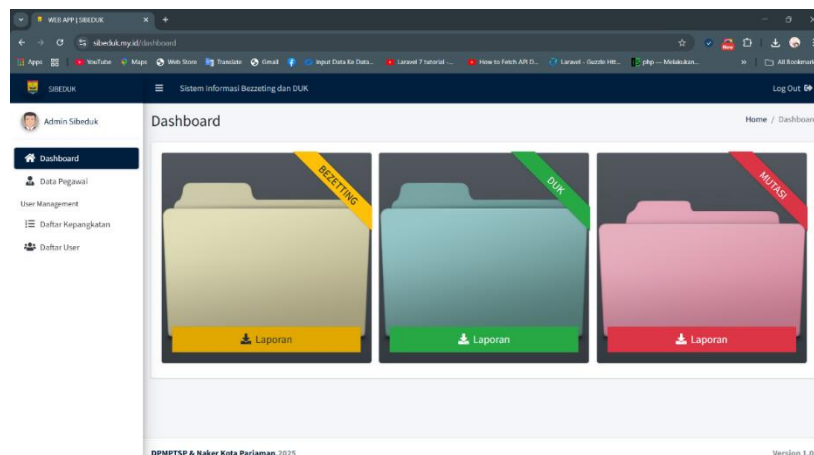 WEB APP | SIBEDUK
sibeduk.my.id/dashboard
Apps YouTube Maps Web Store Translate Gmail Input Data Ke Data... Laravel 7 tutorial -... How to Fetch API D... Laravel - Guzzle Htt... php — Melakukan... » All Bookmark
SIBEDUK Sistem Informasi Bezzeting dan DUK Log Out
Admin Sibeduk
Dashboard
Home / Dashboar
Dashboard
Data Pegawai
User Management
Daftar Kepangkatan
Daftar User
BEZETTING
Laporan
DUK
Laporan
MUTASI
Laporan
DPMPTSP & Naker Kota Pariaman 2025 Version 1.0